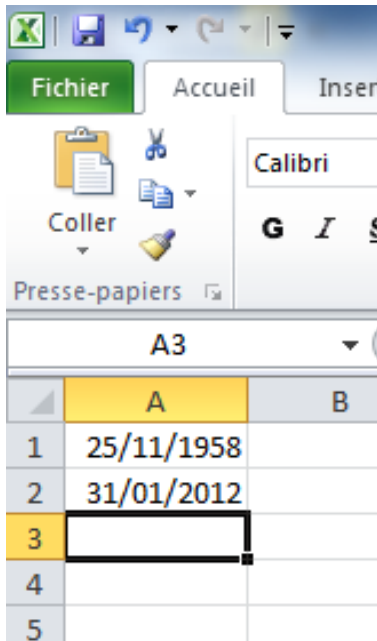 Fichier Accueil Inser
Calibri
Coller
G I S
Presse-papiers
A3
A B
1 25/11/1958
2 31/01/2012
3
4
5